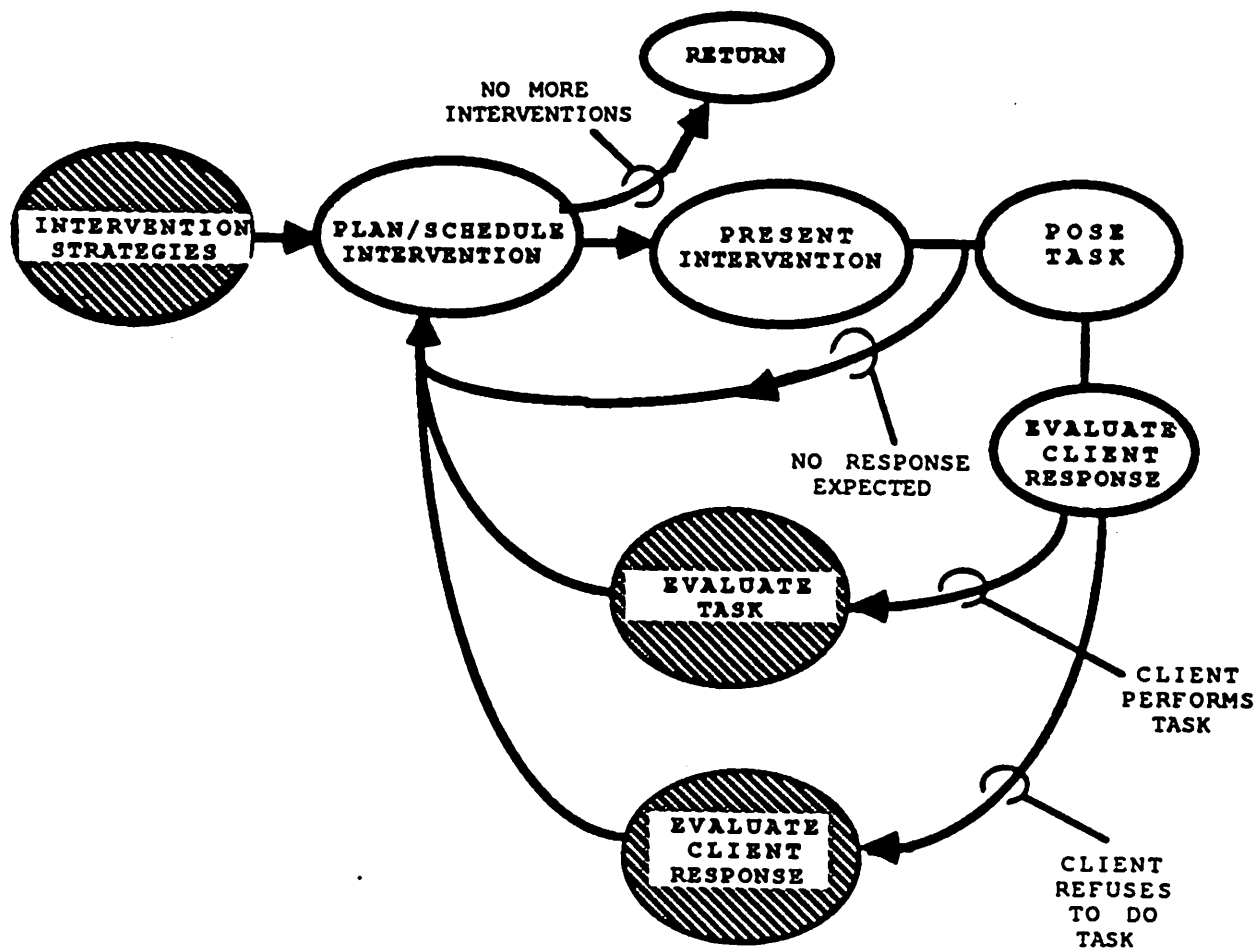 RETURN
NO MORE
INTERVENTIONS
INTERVENTION
STRATEGIES
PLAN/SCHEDULE
INTERVENTION
PRESENT
INTERVENTION
POSE
TASK
NO RESPONSE
EXPECTED
EVALUATE
CLIENT
RESPONSE
EVALUATE
TASK
CLIENT
PERFORMS
TASK
EVALUATE
CLIENT
RESPONSE
CLIENT
REFUSES
TO DO
TASK